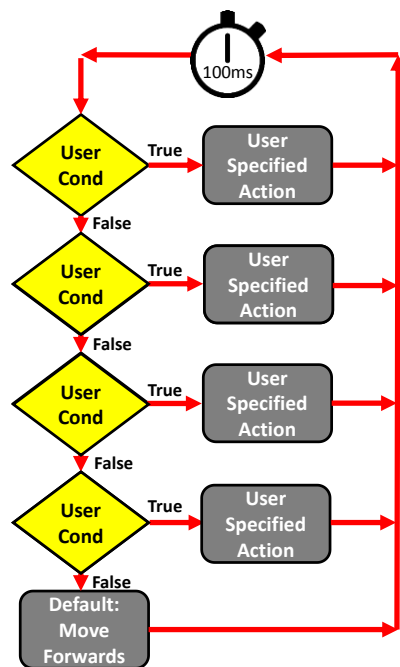 100ms
User
Cond
True
User
Specified
Action
False
User
Cond
True
User
Specified
Action
False
User
Cond
True
User
Specified
Action
False
User
Cond
True
User
Specified
Action
False
Default:
Move
Forwards